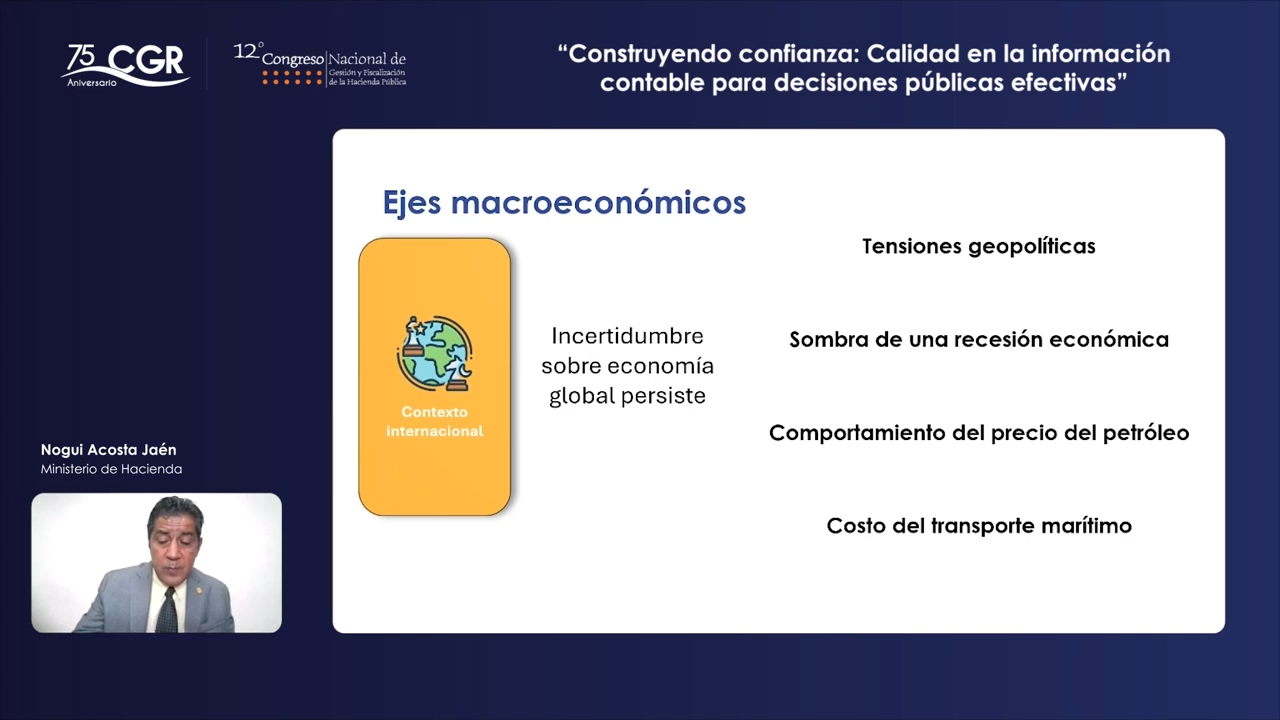 75 CGR
Aniversario
12° Congreso Nacional de
Gestión y Fiscalización
de la Hacienda Pública
“Construyendo confianza: Calidad en la información
contable para decisiones públicas efectivas”
Ejes macroeconómicos
Contexto
internacional
Incertidumbre
sobre economía
global persiste
Tensiones geopolíticas
Sombra de una recesión económica
Comportamiento del precio del petróleo
Costo del transporte marítimo
Nogui Acosta Jaén
Ministerio de Hacienda